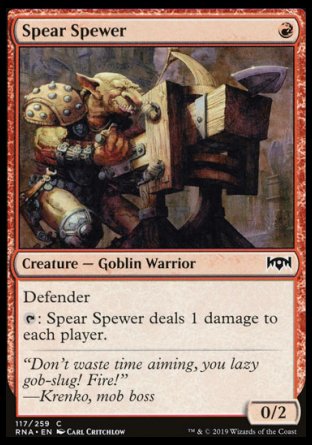 Spear Spewer
Creature — Goblin Warrior
Defender
: Spear Spewer deals 1 damage to
each player.
“Don’t waste time aiming, you lazy
gob-slug! Fire!”
—Krenko, mob boss
0/2
117/259 C
RNA • EN Carl Critchlow
™ & © 2019 Wizards of the Coast